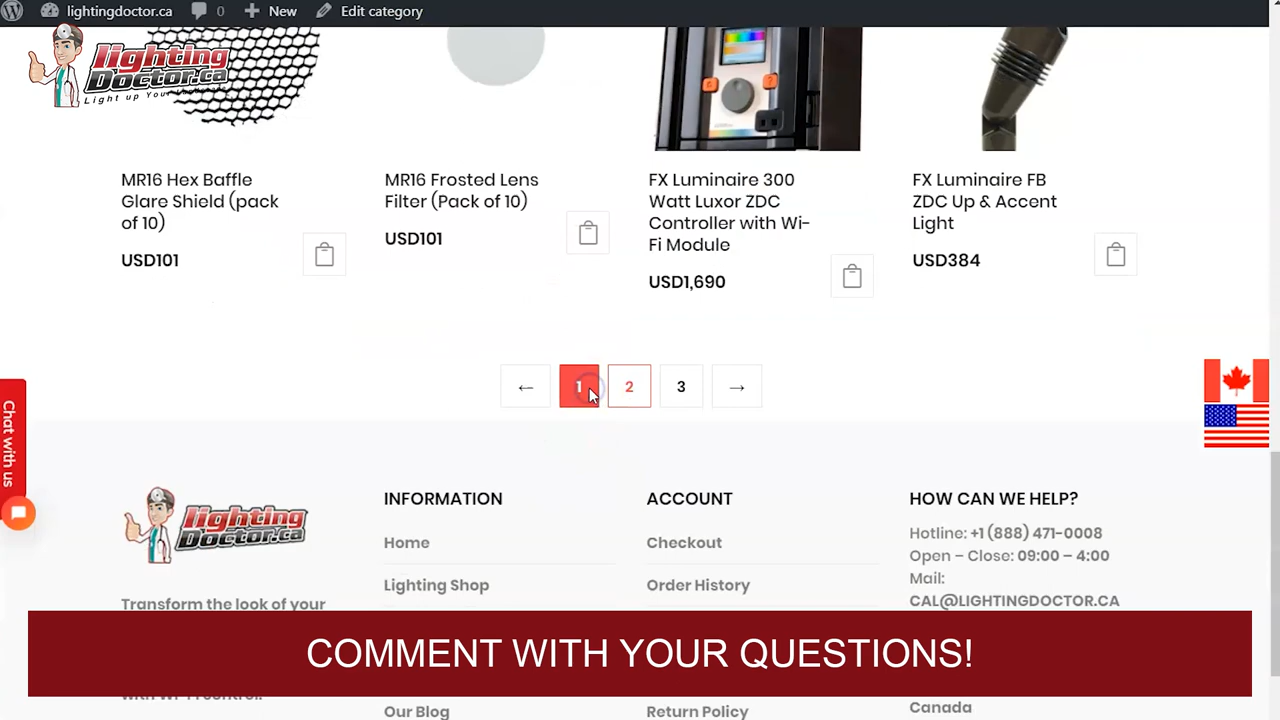 lightingdoctor.ca
0
New
Edit category
lighting
Doctor.ca
Light up Your
MR16 Hex Baffle
Glare Shield (pack
of 10)
USD101
MR16 Frosted Lens
Filter (Pack of 10)
USD101
FX Luminaire 300
Watt Luxor ZDC
Controller with Wi-
Fi Module
USD1,690
FX Luminaire FB
ZDC Up & Accent
Light
USD384
← 1 2 3 →
Chat with us
lighting
Doctor.ca
Transform the look of your
INFORMATION
Home
Lighting Shop
Our Blog
ACCOUNT
Checkout
Order History
Return Policy
HOW CAN WE HELP?
Hotline: +1 (888) 471-0008
Open – Close: 09:00 – 4:00
Mail:
CAL@LIGHTINGDOCTOR.CA
Canada
COMMENT WITH YOUR QUESTIONS!